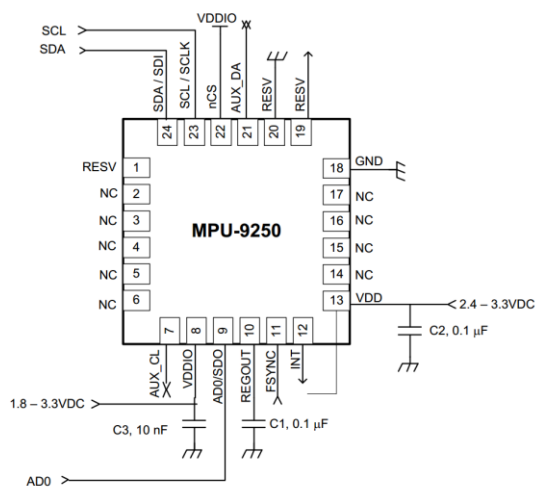 SCL
SDA
VDDIO
SDA / SDI
SCL / SCLK
nCS
AUX_DA
RESV
RESV
24
23
22
21
20
19
RESV
1
18
GND
NC
2
17
NC
NC
3
16
NC
NC
4
15
NC
NC
5
14
NC
NC
6
13
VDD
MPU-9250
2.4 – 3.3VDC
C2, 0.1 µF
7
8
9
10
11
12
AUX_CL
VDDIO
AD0/SDO
REGOUT
FSYNC
INT
1.8 – 3.3VDC
C3, 10 nF
C1, 0.1 µF
AD0